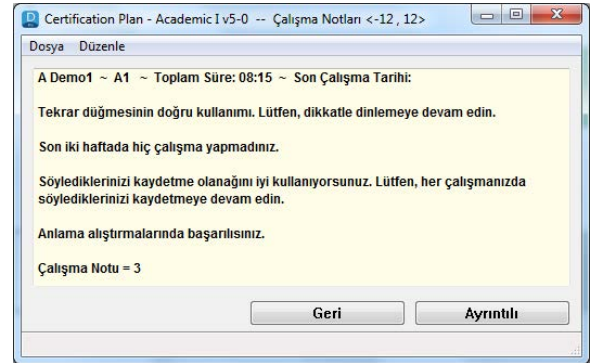 Certification Plan - Academic I v5-0 -- Çalışma Notları <-12 , 12>
Dosya Düzenle
A Demo1 ~ A1 ~ Toplam Süre: 08:15 ~ Son Çalışma Tarihi:
Tekrar düğmesinin doğru kullanımı. Lütfen, dikkatle dinlemeye devam edin.
Son iki haftada hiç çalışma yapmadınız.
Söylediklerinizi kaydetme olanağını iyi kullanıyorsunuz. Lütfen, her çalışmanızda
söylediklerinizi kaydetmeye devam edin.
Anlama alıştırmalarında başarılısınız.
Çalışma Notu = 3
Geri Ayrıntılı